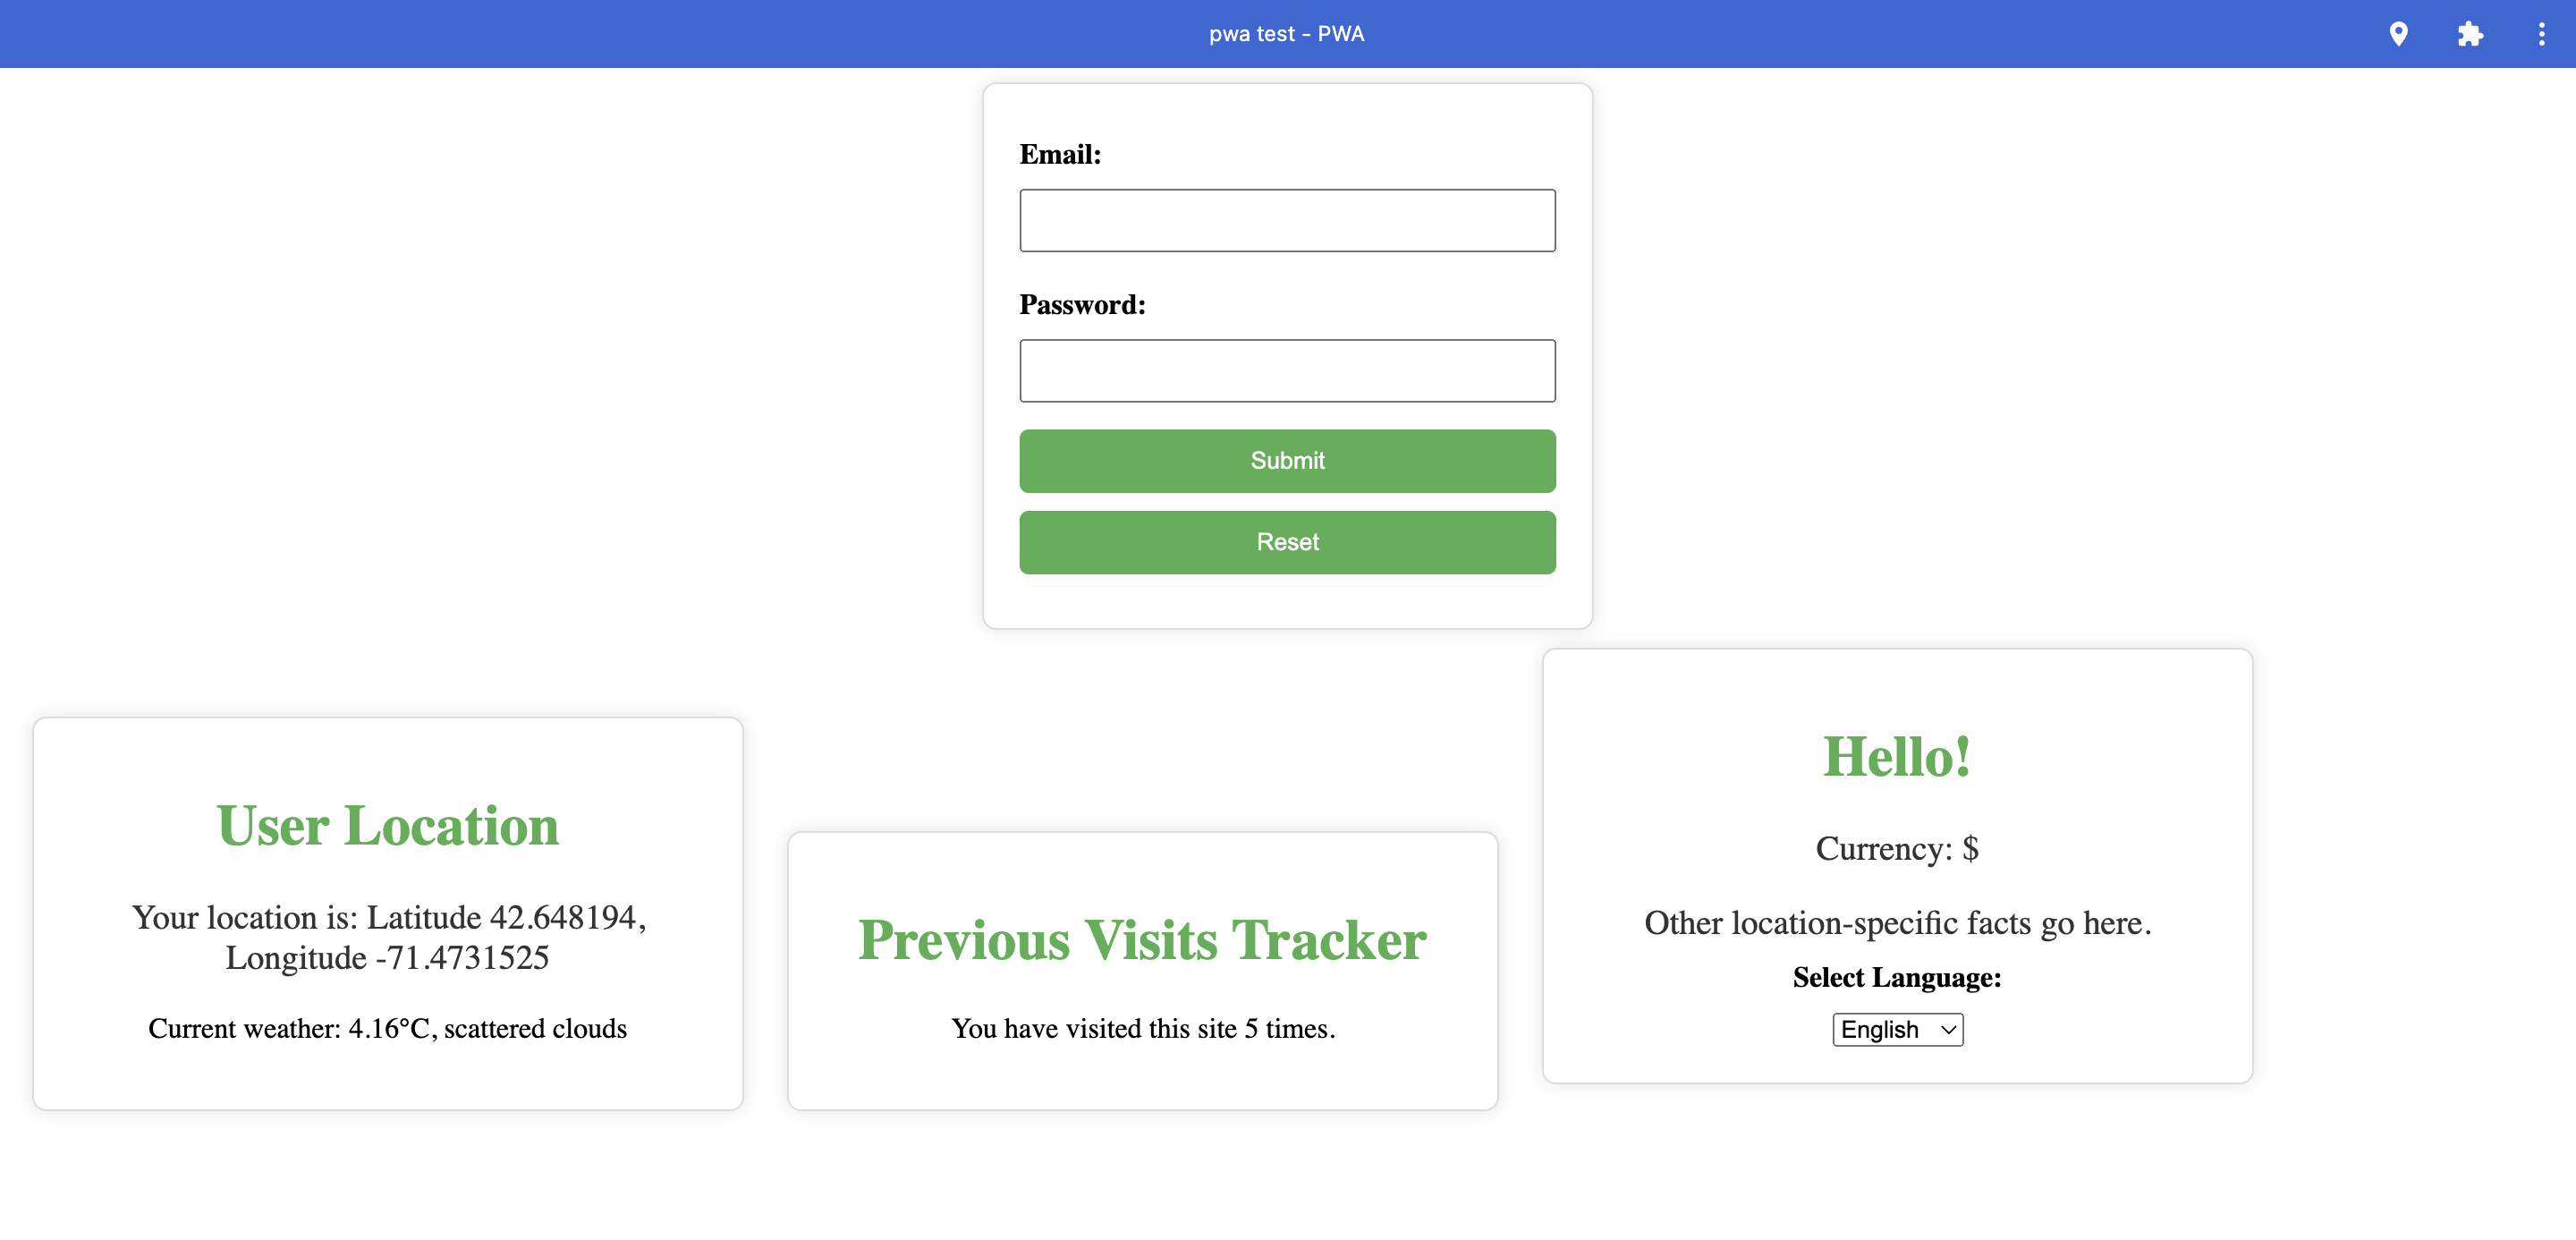 pwa test - PWA
Email:
Password:
Submit
Reset
User Location
Your location is: Latitude 42.648194,
Longitude -71.4731525
Current weather: 4.16°C, scattered clouds
Previous Visits Tracker
You have visited this site 5 times.
Hello!
Currency: $
Other location-specific facts go here.
Select Language:
English